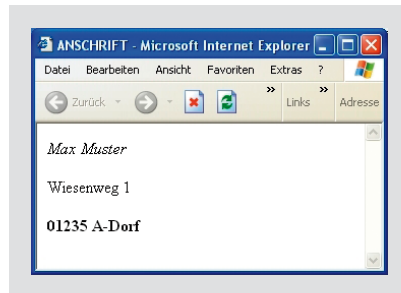 ANSCHRIFT - Microsoft Internet Explorer
Datei Bearbeiten Ansicht Favoriten Extras ?
Zurück » Links » Adresse
Max Muster
Wiesenweg 1
01235 A-Dorf